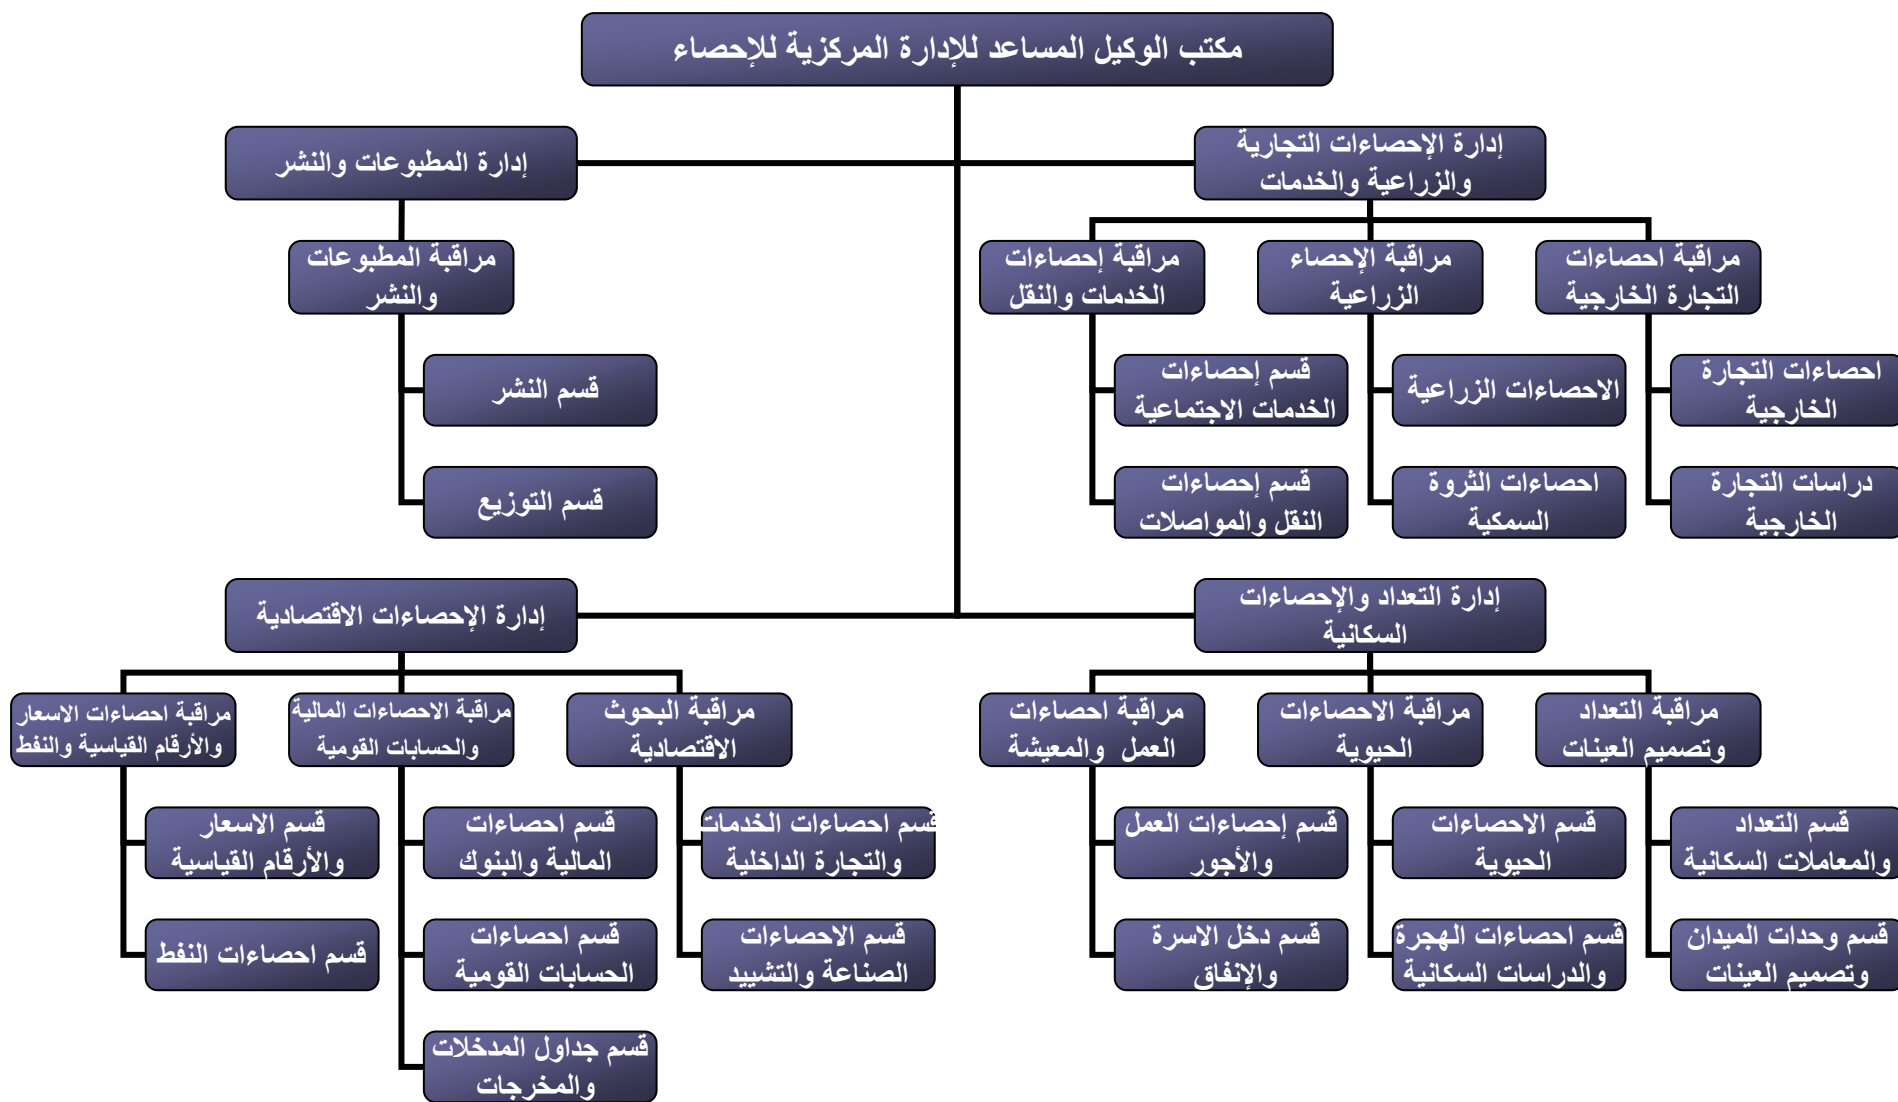 مكتب الوكيل المساعد للإدارة المركزية للإحصاء
إدارة الإحصاءات التجارية
والزراعية والخدمات
إدارة المطبوعات والنشر
مراقبة احصاءات
التجارة الخارجية
مراقبة الإحصاء
الزراعية
مراقبة إحصاءات
الخدمات والنقل
مراقبة المطبوعات
والنشر
احصاءات التجارة
الخارجية
الاحصاءات الزراعية
قسم إحصاءات
الخدمات الاجتماعية
قسم النشر
دراسات التجارة
الخارجية
احصاءات الثروة
السمكية
قسم إحصاءات
النقل والمواصلات
قسم التوزيع
إدارة التعداد والإحصاءات
السكانية
إدارة الإحصاءات الاقتصادية
مراقبة التعداد
وتصميم العينات
مراقبة الاحصاءات
الحيوية
مراقبة احصاءات
العمل والمعيشة
مراقبة البحوث
الاقتصادية
مراقبة الاحصاءات المالية
والحسابات القومية
مراقبة احصاءات الاسعار
والأرقام القياسية والنفط
قسم التعداد
والمعاملات السكانية
قسم الاحصاءات
الحيوية
قسم إحصاءات العمل
والأجور
قسم احصاءات الخدمات
والتجارة الداخلية
قسم احصاءات
المالية والبنوك
قسم الاسعار
والأرقام القياسية
قسم وحدات الميدان
وتصميم العينات
قسم احصاءات الهجرة
والدراسات السكانية
قسم دخل الاسرة
والإنفاق
قسم الاحصاءات
الصناعة والتشييد
قسم احصاءات
الحسابات القومية
قسم احصاءات النفط
قسم جداول المدخلات
والمخرجات